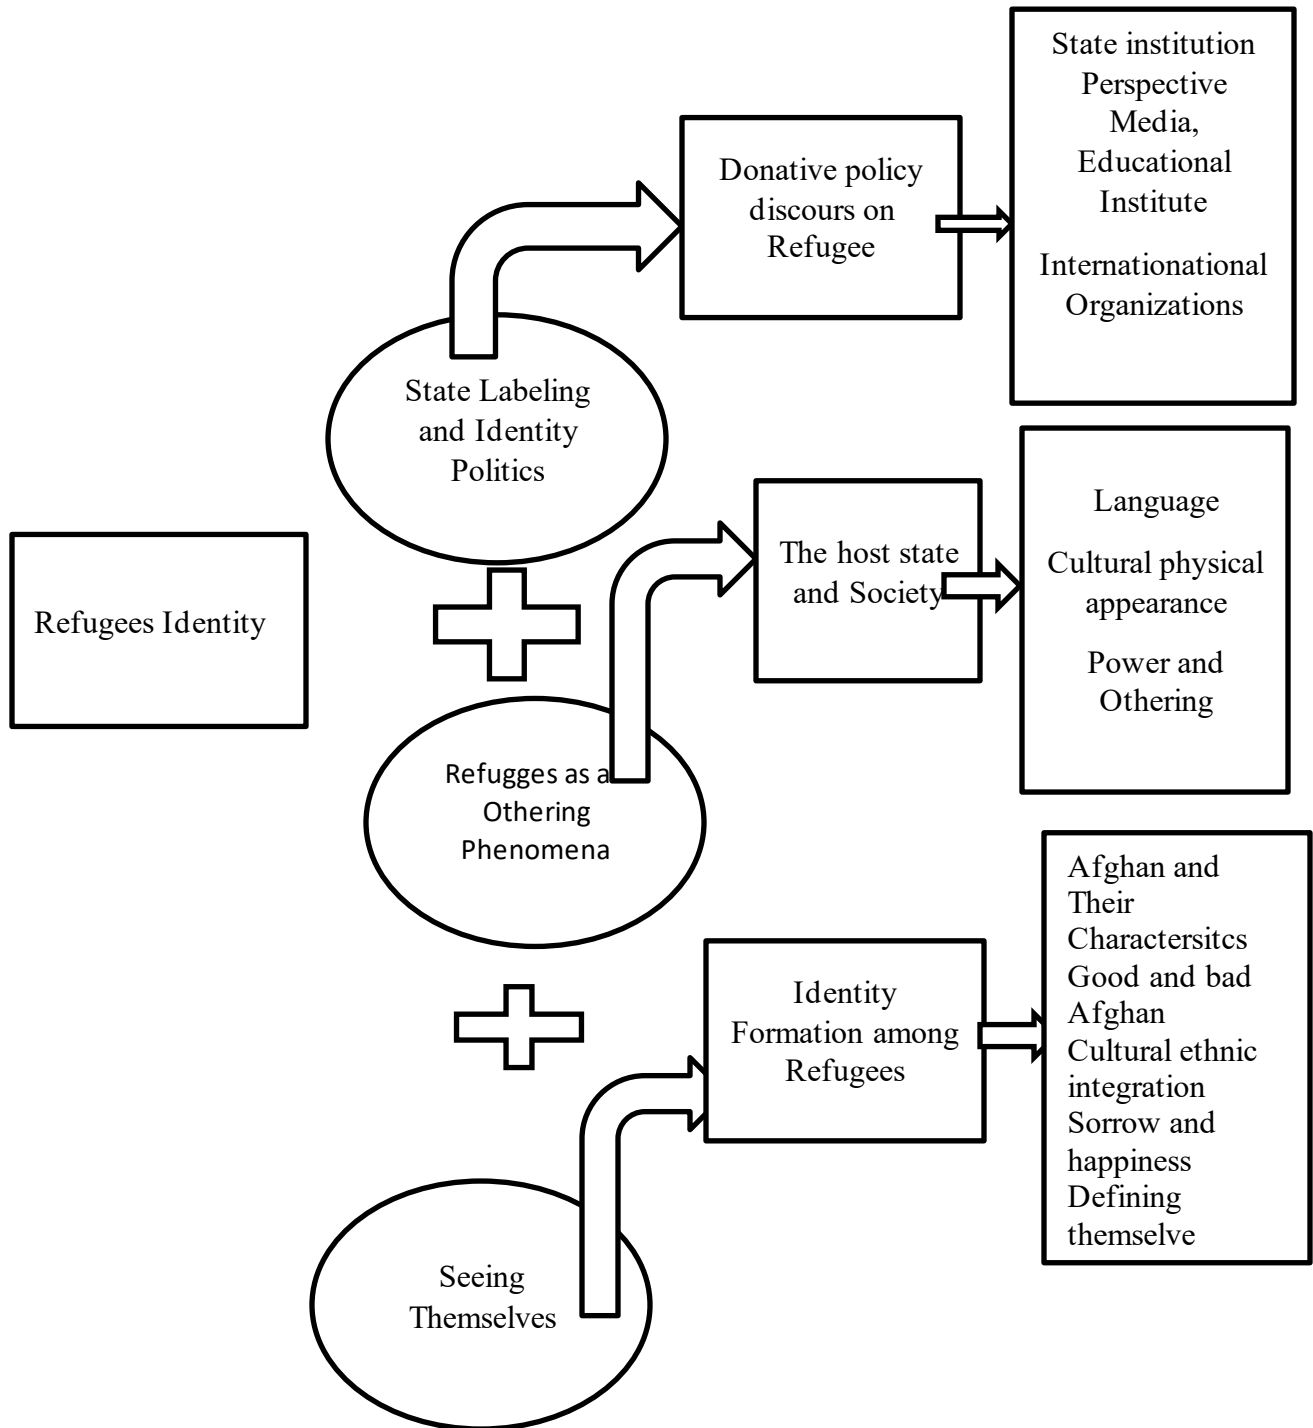 State institution
Perspective
Media,
Educational
Institute
Internationational
Organizations
Donative policy
discours on
Refugee
State Labeling
and Identity
Politics
Refugees Identity
The host state
and Society
Language
Cultural physical
appearance
Power and
Othering
Refugges as a
Othering
Phenomena
Identity
Formation among
Refugees
Afghan and
Their
Charactersitcs
Good and bad
Afghan
Cultural ethnic
integration
Sorrow and
happiness
Defining
themselve
Seeing
Themselves